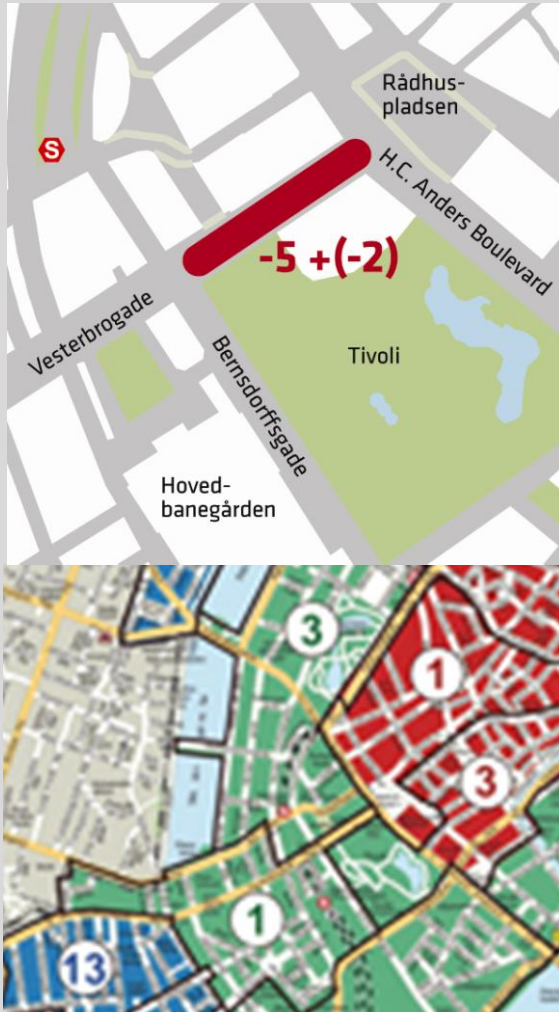 Rådhus-
pladsen
S
H.C. Anders Boulevard
-5 +(-2)
Vesterbrogade
Tivoli
Bernsdorffsgade
Hoved-
banegården
3
1
3
1
13